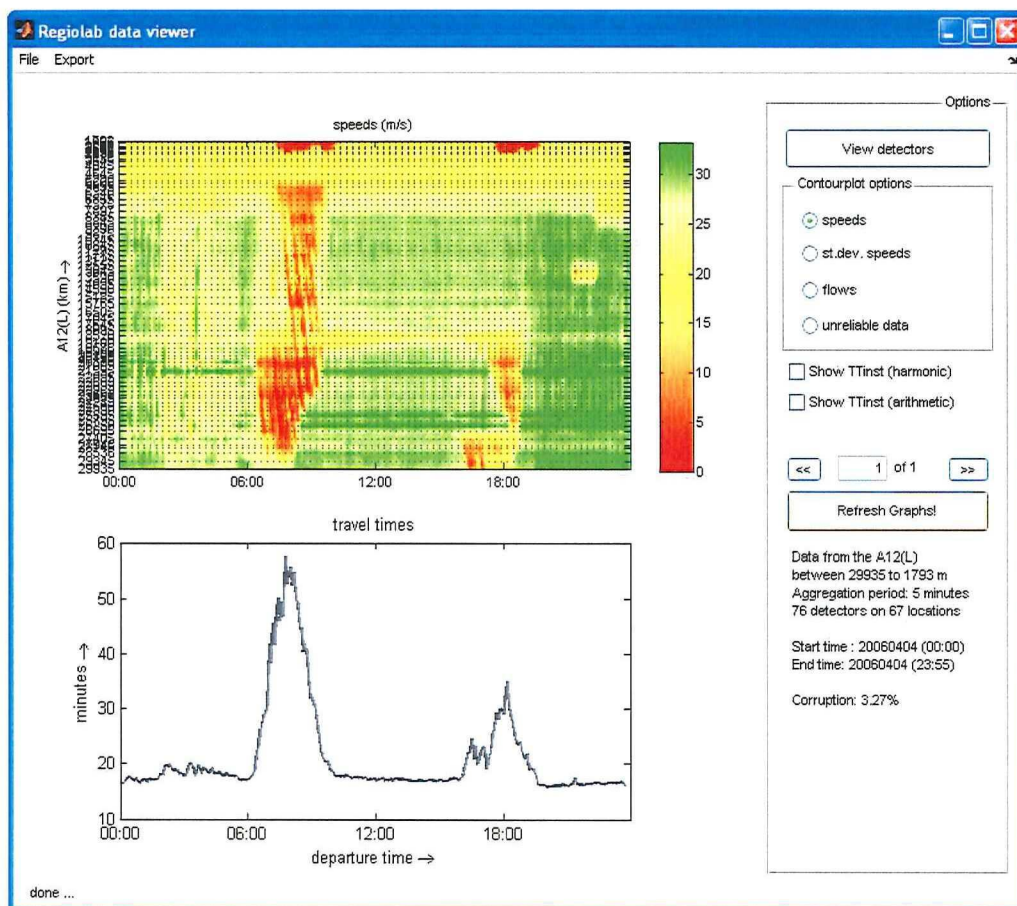 Regiolab data viewer
File Export
speeds (m/s)
A12(L) (km) →
29935
00:00 06:00 12:00 18:00
30
25
20
15
10
5
0
travel times
60
50
40
30
20
10
minutes →
00:00 06:00 12:00 18:00
departure time →
done ...
Options
View detectors
Contourplot options
speeds
st.dev. speeds
flows
unreliable data
Show TTinst (harmonic)
Show TTinst (arithmetic)
<< 1 of 1 >>
Refresh Graphs!
Data from the A12(L)
between 29935 to 1793 m
Aggregation period: 5 minutes
76 detectors on 67 locations
Start time : 20060404 (00:00)
End time: 20060404 (23:55)
Corruption: 3.27%